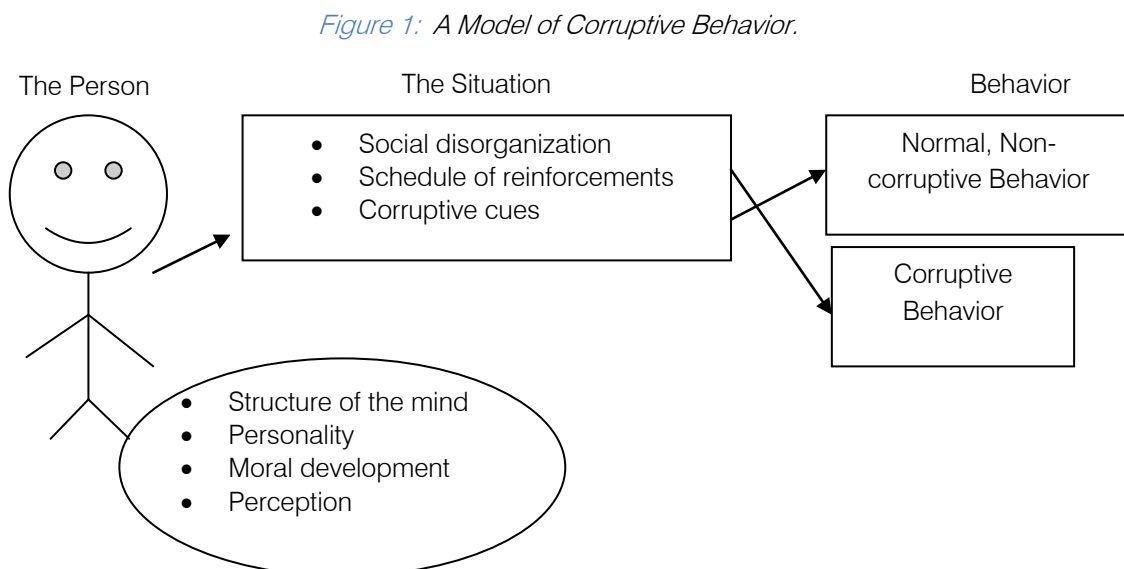 Figure 1: A Model of Corruptive Behavior.
The Person
The Situation
Behavior
• Social disorganization
• Schedule of reinforcements
• Corruptive cues
Normal, Non-
corruptive Behavior
Corruptive
Behavior
• Structure of the mind
• Personality
• Moral development
• Perception